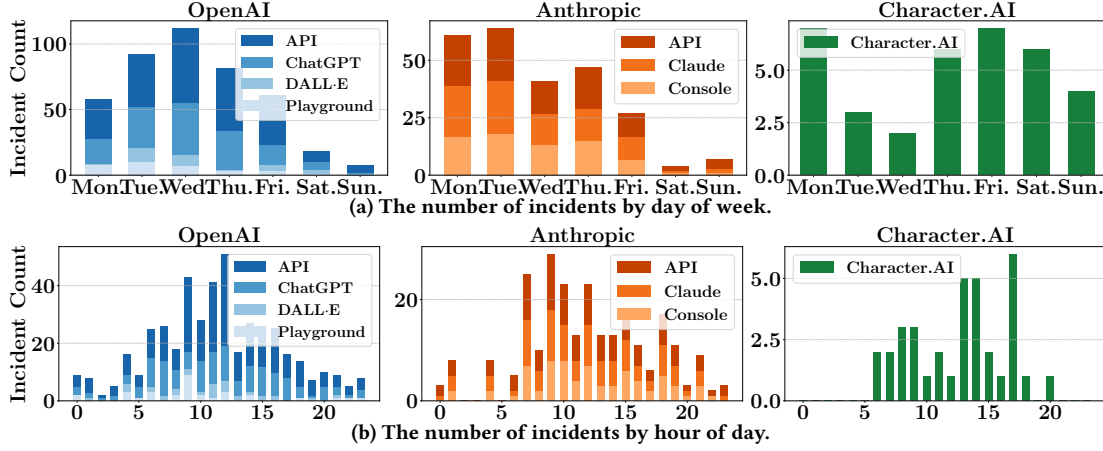 OpenAI Anthropic Character.AI
Incident Count
100
50
0
API
ChatGPT
DALL·E
Playground
Mon. Tue. Wed. Thu. Fri. Sat. Sun.
50
25
0
API
Claude
Console
Mon. Tue. Wed. Thu. Fri. Sat. Sun.
5.0
2.5
0.0
Character.AI
Mon. Tue. Wed. Thu. Fri. Sat. Sun.
(a) The number of incidents by day of week.
OpenAI Anthropic Character.AI
Incident Count
40
20
0
API
ChatGPT
DALL·E
Playground
0 5 10 15 20
20
0
API
Claude
Console
0 5 10 15 20
5.0
2.5
0.0
Character.AI
0 5 10 15 20
(b) The number of incidents by hour of day.